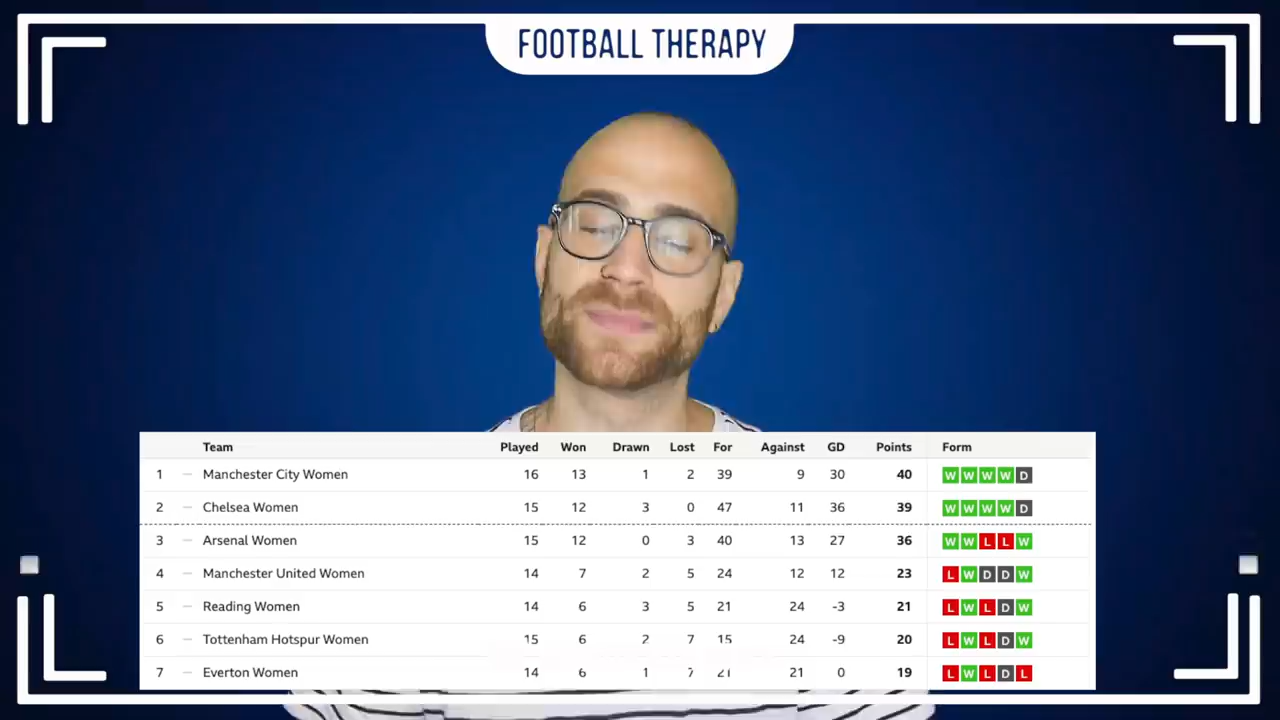 FOOTBALL THERAPY
Team Played Won Drawn Lost For Against GD Points Form
1 Manchester City Women 16 13 1 2 39 9 30 40 W W W W D
2 Chelsea Women 15 12 3 0 47 11 36 39 W W W W D
3 Arsenal Women 15 12 0 3 40 13 27 36 W W L L W
4 Manchester United Women 14 7 2 5 24 12 12 23 L W D D W
5 Reading Women 14 6 3 5 21 24 -3 21 L W L D W
6 Tottenham Hotspur Women 15 6 2 7 15 24 -9 20 L W L D W
7 Everton Women 14 6 1 7 21 21 0 19 L W L D L